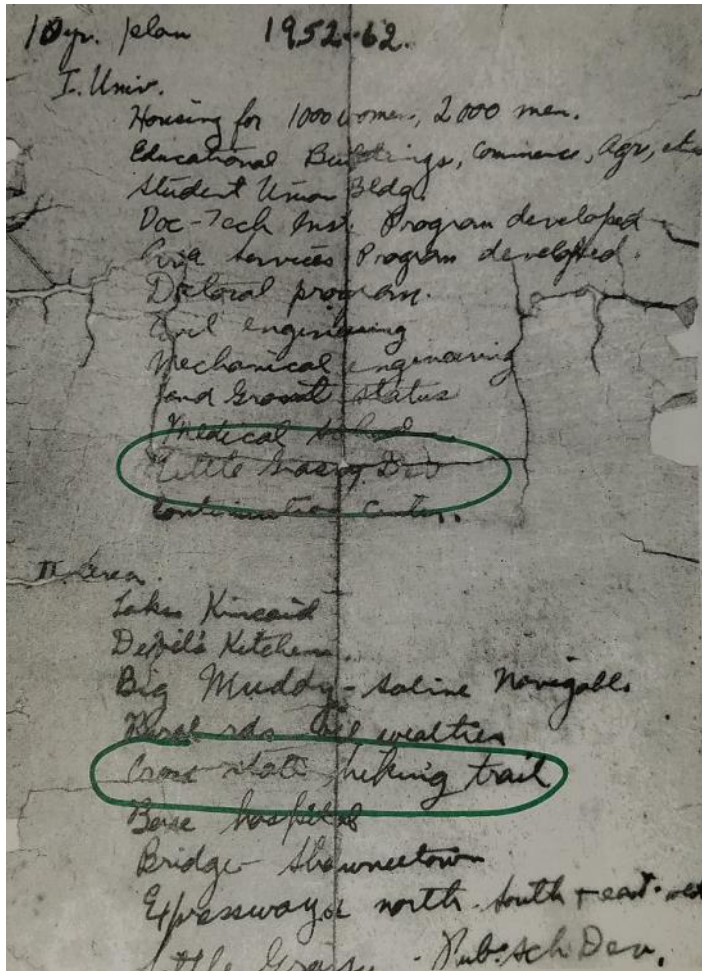 10 yr. plan 1952-62.
I. Univ.
Housing for 1000 women, 2000 men.
Educational Buildings, Commerce, Agr, etc
Student Union Bldg.
Voc-Tech Inst. Program developed
Area Services Program developed.
Doctoral program.
Civil engineering
Mechanical engineering
Land Grant status
Medical School
Little Grassy Dev
Continuation Center.
II. Area.
Lakes Kincaid
Devil's Kitchen
Big Muddy - Saline Navigable
Rural rds all weather
Cross state hiking trail
Base hospital
Bridge - Shawneetown
Expressways north-south + east-west
Little Grassy - Pub. Sch Dev.